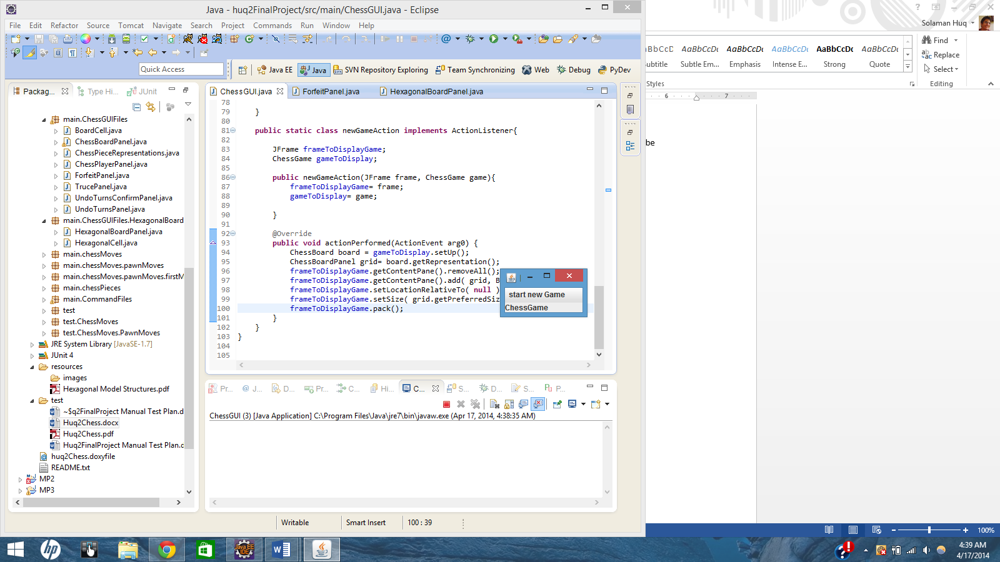 Java - huq2FinalProject/src/main/ChessGUI.java - Eclipse
File Edit Refactor Source Tomcat Navigate Search Project Commands Run Window Help
Quick Access
Java EE Java SVN Repository Exploring Team Synchronizing Web Debug PyDev
Packag... Type Hi... JUnit
main.ChessGUIFiles
BoardCell.java
ChessBoardPanel.java
ChessPieceRepresentations.java
ChessPlayerPanel.java
ForfeitPanel.java
TrucePanel.java
UndoTurnsConfirmPanel.java
UndoTurnsPanel.java
main.ChessGUIFiles.HexagonalBoard
HexagonalBoardPanel.java
HexagonalCell.java
main.chessMoves
main.chessMoves.pawnMoves
main.chessMoves.pawnMoves.firstM
main.chessPieces
main.CommandFiles
test
test.ChessMoves
test.ChessMoves.PawnMoves
JRE System Library [JavaSE-1.7]
JUnit 4
resources
images
Hexagonal Model Structures.pdf
test
~$q2FinalProject Manual Test Plan.d
Huq2Chess.docx
Huq2Chess.pdf
Huq2FinalProject Manual Test Plan.c
huq2Chess.doxyfile
README.txt
MP2
MP3
ChessGUI.java ForfeitPanel.java HexagonalBoardPanel.java
78
79 }
80
81 public static class newGameAction implements ActionListener{
82
83 JFrame frameToDisplayGame;
84 ChessGame gameToDisplay;
85
86 public newGameAction(JFrame frame, ChessGame game){
87 frameToDisplayGame= frame;
88 gameToDisplay= game;
89
90 }
91
92 @Override
93 public void actionPerformed(ActionEvent arg0) {
94 ChessBoard board = gameToDisplay.setUp();
95 ChessBoardPanel grid= board.getRepresentation();
96 frameToDisplayGame.getContentPane().removeAll();
97 frameToDisplayGame.getContentPane().add( grid, B
98 frameToDisplayGame.setLocationRelativeTo( null )
99 frameToDisplayGame.setSize( grid.getPreferredSiz
100 frameToDisplayGame.pack();
101 }
102 }
103 }
104
105
start new Game
ChessGame
Pr... J... D... Pr... C... Hi... C... S... D... S... P...
ChessGUI (3) [Java Application] C:\Program Files\Java\jre7\bin\javaw.exe (Apr 17, 2014, 4:38:35 AM)
Writable Smart Insert 100 : 39
Solaman Huq
AaBbCcDc AaBbCcDc AaBbCcDc AaBbCcDc AaBbCcDc
ubtitle Subtle Em... Emphasis Intense E... Strong Quote
Styles
Find
Replace
Select
Editing
6 7
be
100%
4:39 AM
4/17/2014